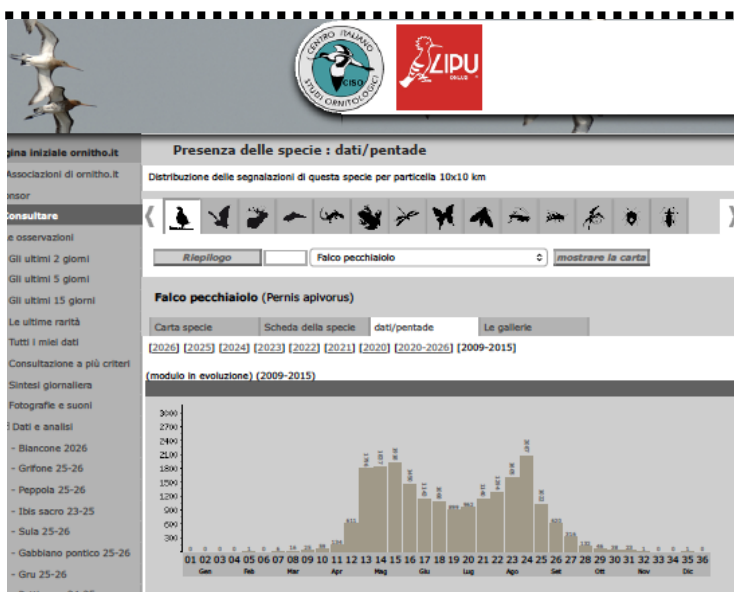 CENTRO ITALIANO
STUDI ORNITOLOGICI
CISO
LIPU
ONLUS
gina iniziale ornitho.it
Associazioni di ornitho.it
onsor
Consultare
e osservazioni
Gli ultimi 2 giorni
Gli ultimi 5 giorni
Gli ultimi 15 giorni
Le ultime rarità
Tutti i miei dati
Consultazione a più criteri
Sintesi giornaliera
Fotografie e suoni
Dati e analisi
- Biancone 2026
- Grifone 25-26
- Peppola 25-26
- Ibis sacro 23-25
- Sula 25-26
- Gabbiano pontico 25-26
- Gru 25-26
Presenza delle specie : dati/pentade
Distribuzione delle segnalazioni di questa specie per particella 10x10 km
Riepilogo
Falco pecchiaiolo
mostrare la carta
Falco pecchiaiolo (Pernis apivorus)
Carta specie Scheda della specie dati/pentade Le gallerie
[2026] [2025] [2024] [2023] [2022] [2021] [2020] [2020-2026] [2009-2015]
(modulo in evoluzione) (2009-2015)
3000
2700
2400
2100
1800
1500
1200
900
600
300
01 02 03 04 05 06 07 08 09 10 11 12 13 14 15 16 17 18 19 20 21 22 23 24 25 26 27 28 29 30 31 32 33 34 35 36
Gen Feb Mar Apr Mag Giu Lug Ago Set Ott Nov Dic